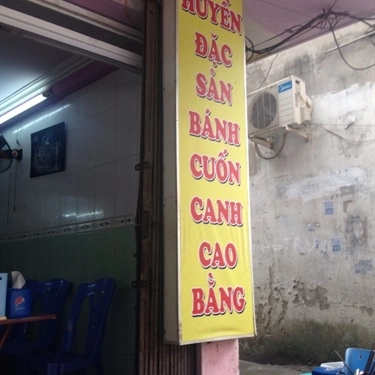 HUYỀN
ĐẶC
SẢN
BÁNH
CUỐN
CANH
CAO
BẰNG